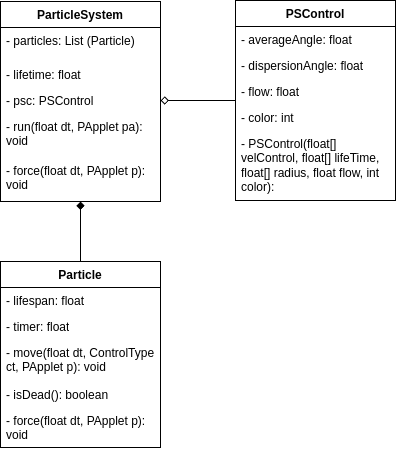 ParticleSystem
- particles: List (Particle)
- lifetime: float
- psc: PSControl
- run(float dt, PApplet pa):
void
- force(float dt, PApplet p):
void
PSControl
- averageAngle: float
- dispersionAngle: float
- flow: float
- color: int
- PSControl(float[]
velControl, float[] lifeTime,
float[] radius, float flow, int
color):
Particle
- lifespan: float
- timer: float
- move(float dt, ControlType
ct, PApplet p): void
- isDead(): boolean
- force(float dt, PApplet p):
void